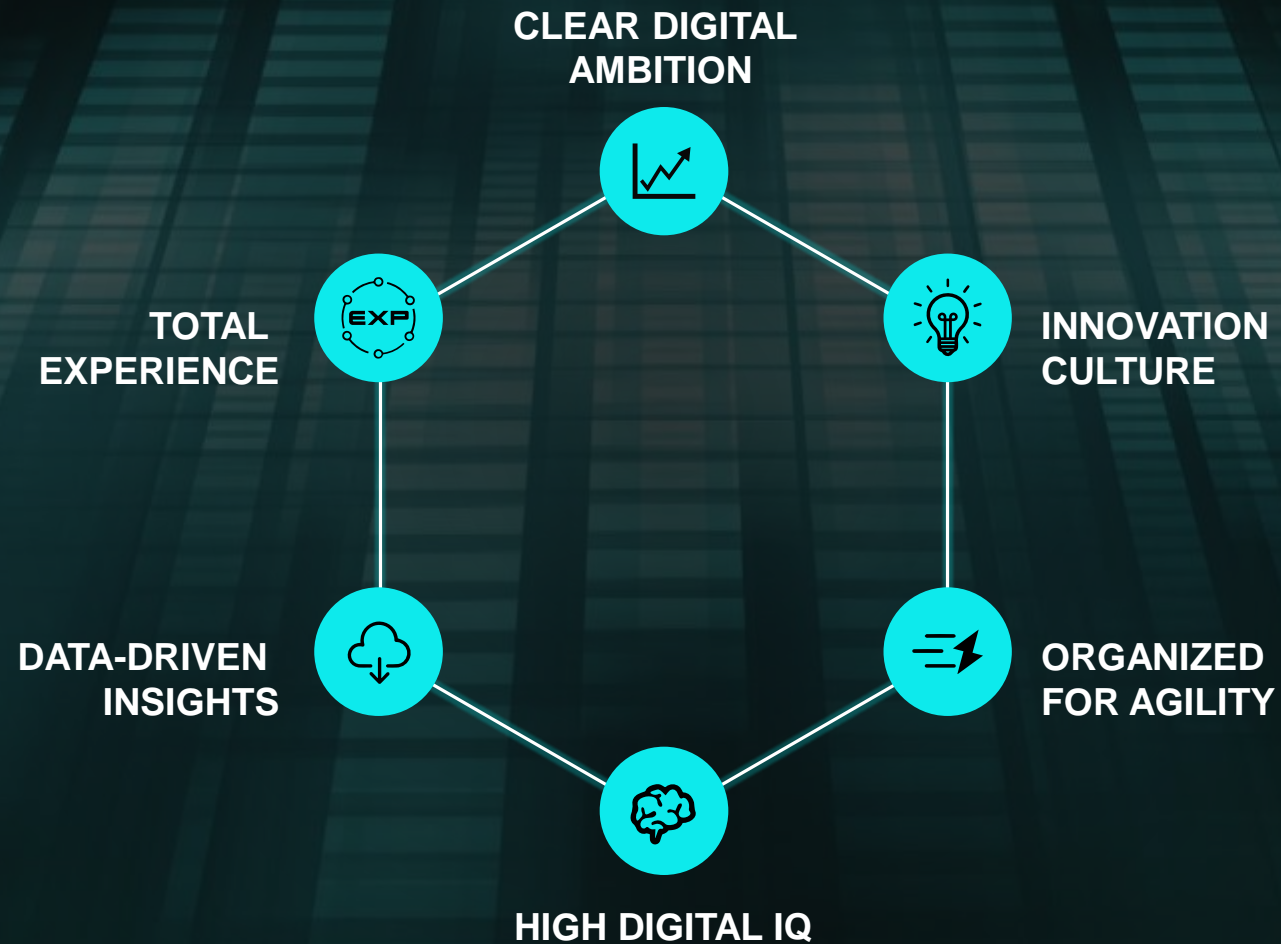 CLEAR DIGITAL
AMBITION
EXP
TOTAL
EXPERIENCE
INNOVATION
CULTURE
DATA-DRIVEN
INSIGHTS
ORGANIZED
FOR AGILITY
HIGH DIGITAL IQ